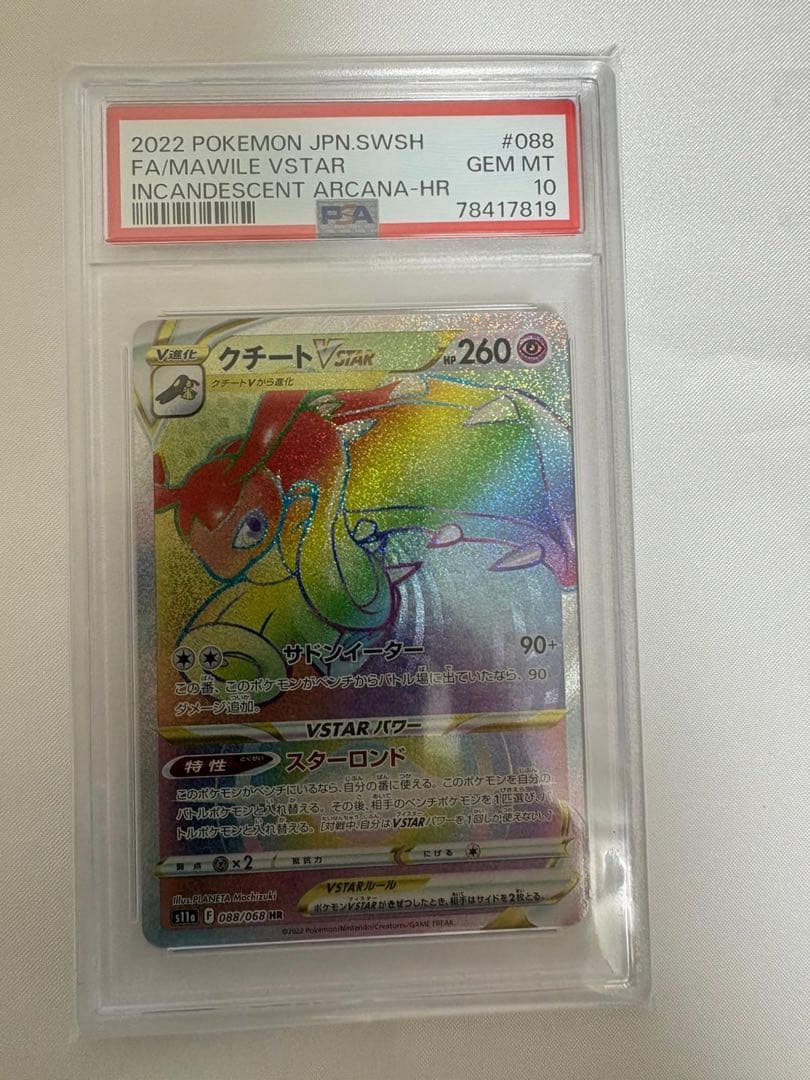 2022 POKEMON JPN.SWSH #088
FA/MAWILE VSTAR GEM MT
INCANDESCENT ARCANA-HR 10
PSA 78417819
V進化 クチートVSTAR HP260
クチートVから進化
サドンイーター 90+
この番、このポケモンがベンチからバトル場に出ていたなら、90
ダメージ追加。
VSTARパワー
特性 とくせい スターロンド
このポケモンがベンチにいるなら、自分の番に使える。このポケモンを自分の
バトルポケモンと入れ替える。その後、相手のベンチポケモンを1匹選び、バ
トルポケモンと入れ替える。[対戦中、自分はVSTARパワーを1回しか使えない。]
弱点 ×2 抵抗力 にげる
VSTARルール
Illus.PLANETA Mochizuki
ポケモンVSTARがきぜつしたとき、相手はサイドを2枚とる。
s11a F 088/068 HR
©2022 Pokémon/Nintendo/Creatures/GAME FREAK